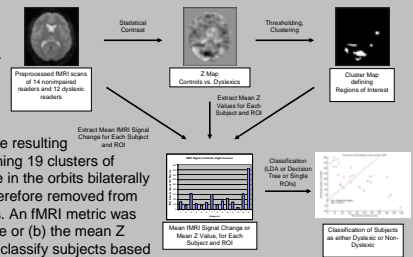 Statistical
Contrast
Thresholding,
Clustering
Preprocessed fMRI scans
of 14 nonimpaired
readers and 12 dyslexic
readers
Z Map
Controls vs. Dyslexics
Cluster Map
defining
Regions of Interest
Extract Mean Z
Values for Each
Subject and ROI
Extract Mean fMRI Signal
Change for Each Subject
and ROI
e resulting
ning 19 clusters of
e in the orbits bilaterally
erefore removed from
s. An fMRI metric was
e or (b) the mean Z
classify subjects based
Classification
(LDA or Decision
Tree or Single
ROIs)
Mean fMRI Signal Change or
Mean Z Value, for Each
Subject and ROI
Classification of Subjects
as either Dyslexic or Non-
Dyslexic